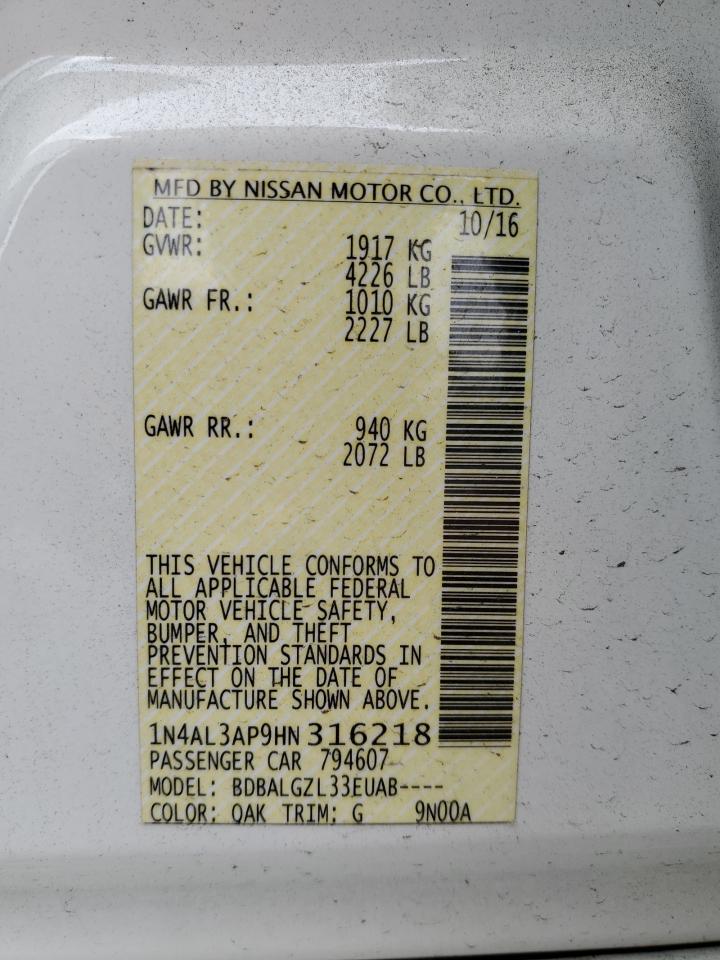 MFD BY NISSAN MOTOR CO., LTD.
DATE: 10/16
GVWR: 1917 KG
4226 LB
GAWR FR.: 1010 KG
2227 LB
GAWR RR.: 940 KG
2072 LB
THIS VEHICLE CONFORMS TO
ALL APPLICABLE FEDERAL
MOTOR VEHICLE SAFETY,
BUMPER, AND THEFT
PREVENTION STANDARDS IN
EFFECT ON THE DATE OF
MANUFACTURE SHOWN ABOVE.
1N4AL3AP9HN316218
PASSENGER CAR 794607
MODEL: BDBALGZL33EUAB----
COLOR: QAK TRIM: G 9N00A